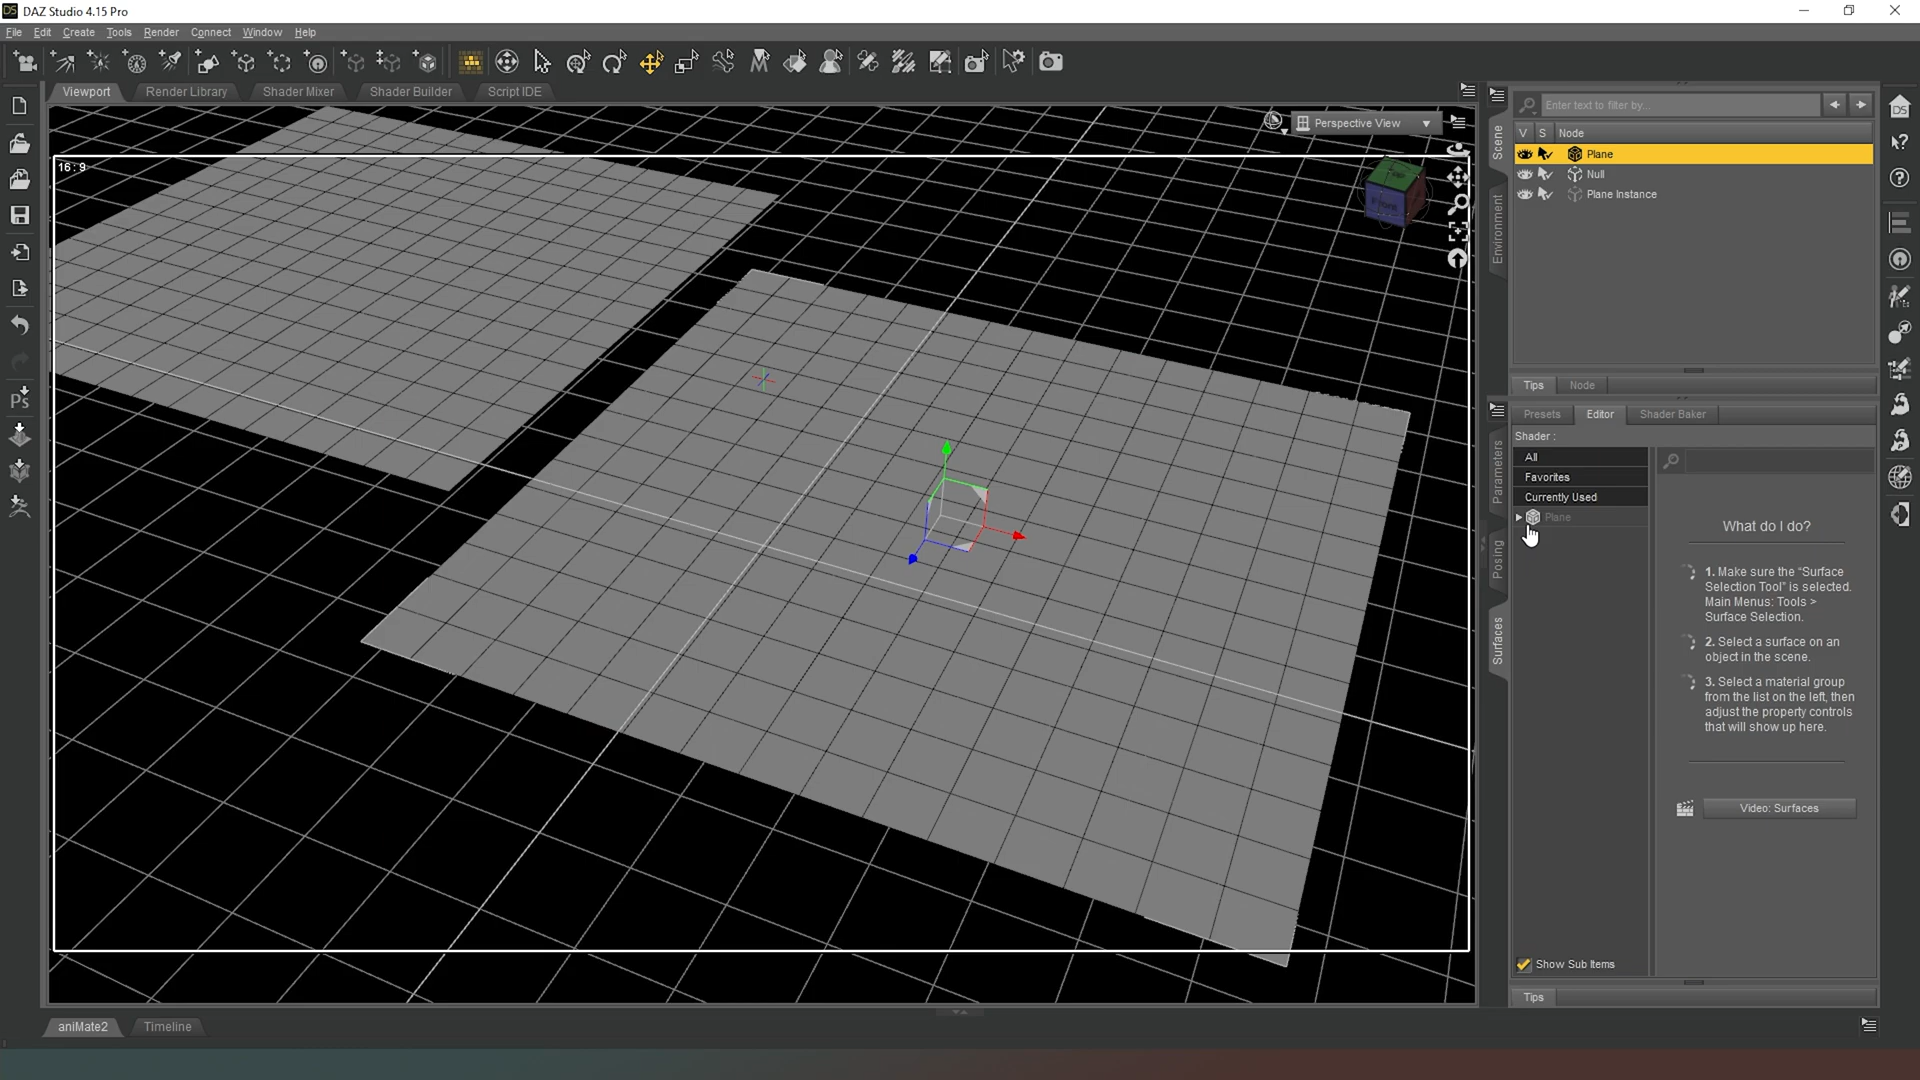 DAZ Studio 4.15 Pro
File Edit Create Tools Render Connect Window Help
Viewport Render Library Shader Mixer Shader Builder Script IDE
Perspective View
16:9
Front
Scene
Environment
Enter text to filter by...
V S Node
Plane
Null
Plane Instance
Tips Node
Presets Editor Shader Baker
Parameters
Posing
Surfaces
Shader :
All
Favorites
Currently Used
Plane
What do I do?
1. Make sure the “Surface
Selection Tool” is selected.
Main Menus: Tools >
Surface Selection.
2. Select a surface on an
object in the scene.
3. Select a material group
from the list on the left, then
adjust the property controls
that will show up here.
Video: Surfaces
Show Sub Items
Tips
aniMate2 Timeline